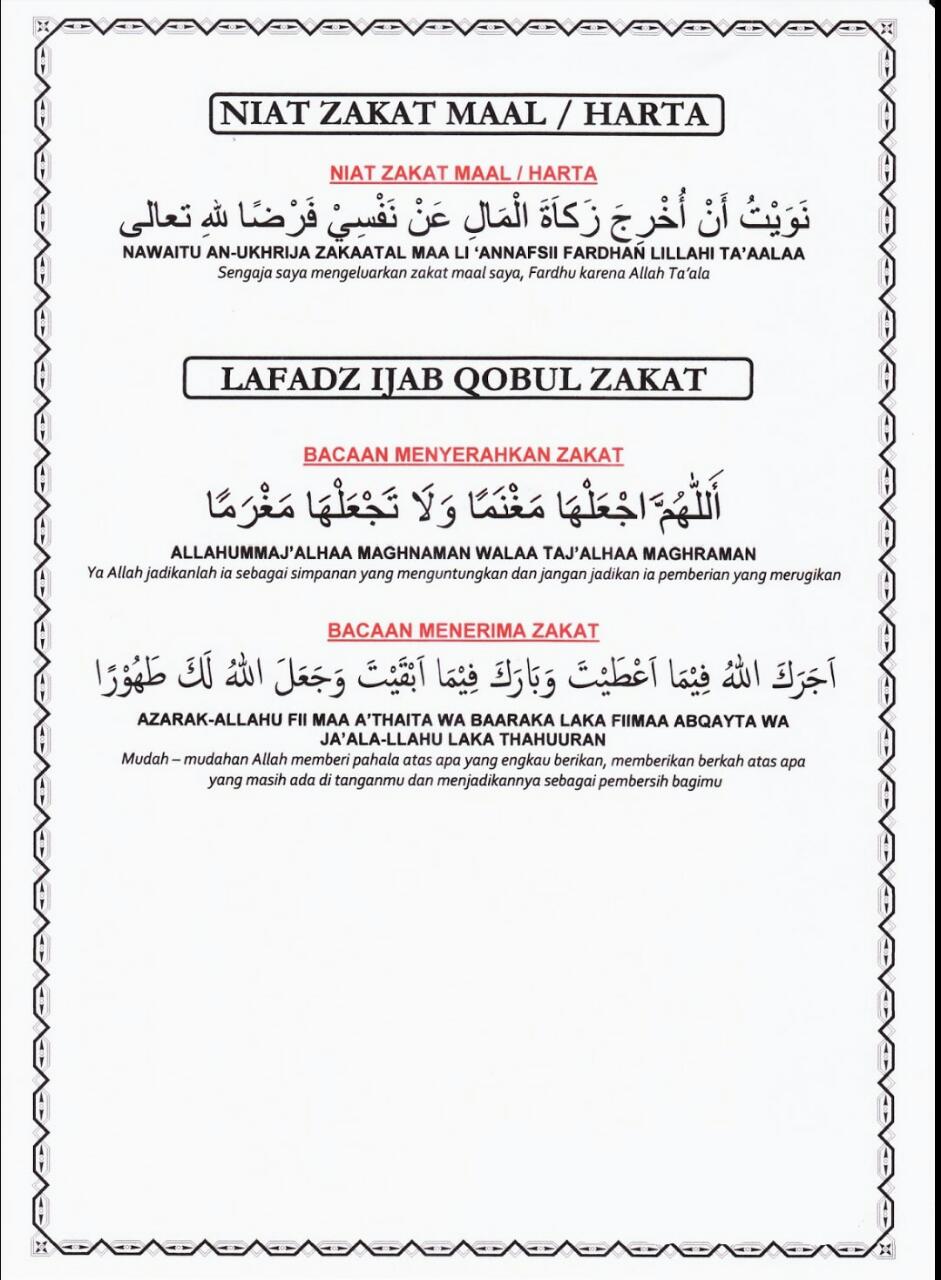 NIAT ZAKAT MAAL / HARTA
NIAT ZAKAT MAAL / HARTA
نَوَيْتُ أَنْ أُخْرِجَ زَكَاةَ الْمَالِ عَنْ نَفْسِيْ فَرْضًا للهِ تعالى
NAWAITU AN-UKHRIJA ZAKAATAL MAA LI ‘ANNAFSII FARDHAN LILLAHI TA’AALAA
Sengaja saya mengeluarkan zakat maal saya, Fardhu karena Allah Ta’ala
LAFADZ IJAB QOBUL ZAKAT
BACAAN MENYERAHKAN ZAKAT
أَللّٰهُمَّ اجْعَلْهَا مَغْنَمًا وَلَا تَجْعَلْهَا مَغْرَمًا
ALLAHUMMAJ’ALHAA MAGHNAMAN WALAA TAJ’ALHAA MAGHRAMAN
Ya Allah jadikanlah ia sebagai simpanan yang menguntungkan dan jangan jadikan ia pemberian yang merugikan
BACAAN MENERIMA ZAKAT
اَجَرَكَ اللهُ فِيْمَا اَعْطَيْتَ وَبَارَكَ فِيْمَا اَبْقَيْتَ وَجَعَلَ اللهُ لَكَ طَهُوْرًا
AZARAK-ALLAHU FII MAA A’THAITA WA BAARAKA LAKA FIIMAA ABQAYTA WA
JA’ALA-LLAHU LAKA THAHUURAN
Mudah – mudahan Allah memberi pahala atas apa yang engkau berikan, memberikan berkah atas apa
yang masih ada di tanganmu dan menjadikannya sebagai pembersih bagimu